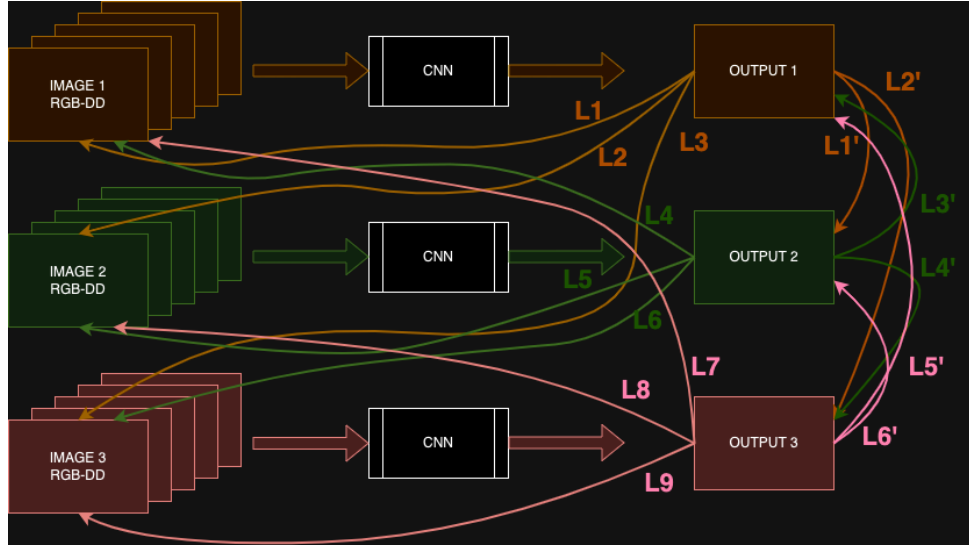 IMAGE 1
RGB-DD
CNN
OUTPUT 1
L1
L2
L3
L1'
L2'
IMAGE 2
RGB-DD
CNN
OUTPUT 2
L4
L5
L6
L3'
L4'
IMAGE 3
RGB-DD
CNN
OUTPUT 3
L7
L8
L9
L5'
L6'